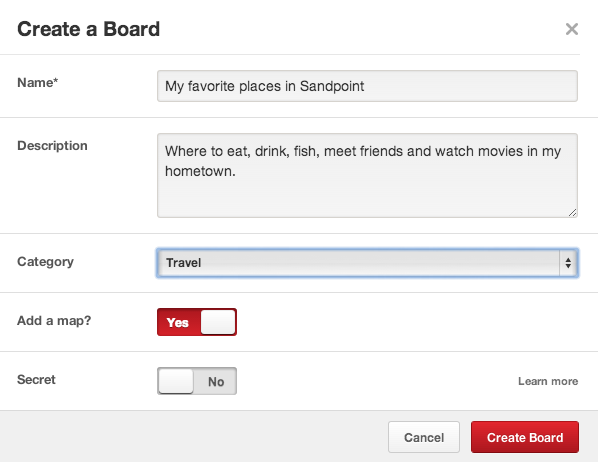 Create a Board
×
Name*
My favorite places in Sandpoint
Description
Where to eat, drink, fish, meet friends and watch movies in my
hometown.
Category
Travel
Add a map?
Yes
Secret
No
Learn more
Cancel
Create Board